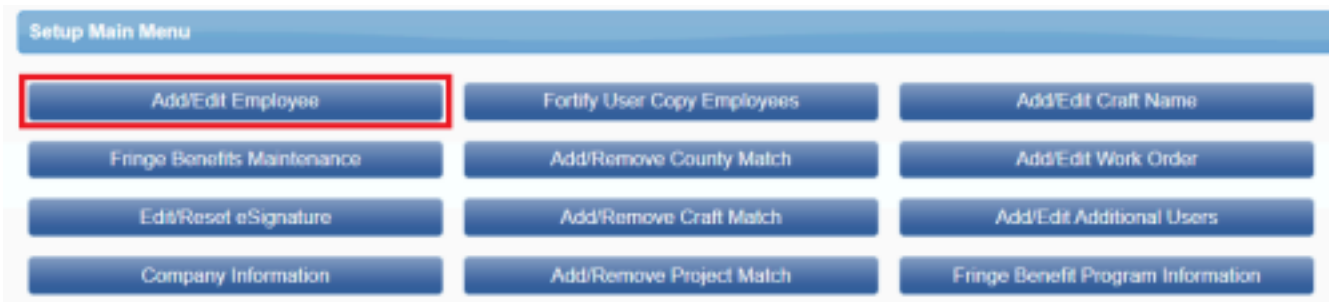 Setup Main Menu
Add/Edit Employee
Fortify User Copy Employees
Add/Edit Craft Name
Fringe Benefits Maintenance
Add/Remove County Match
Add/Edit Work Order
Edit/Reset eSignature
Add/Remove Craft Match
Add/Edit Additional Users
Company Information
Add/Remove Project Match
Fringe Benefit Program Information